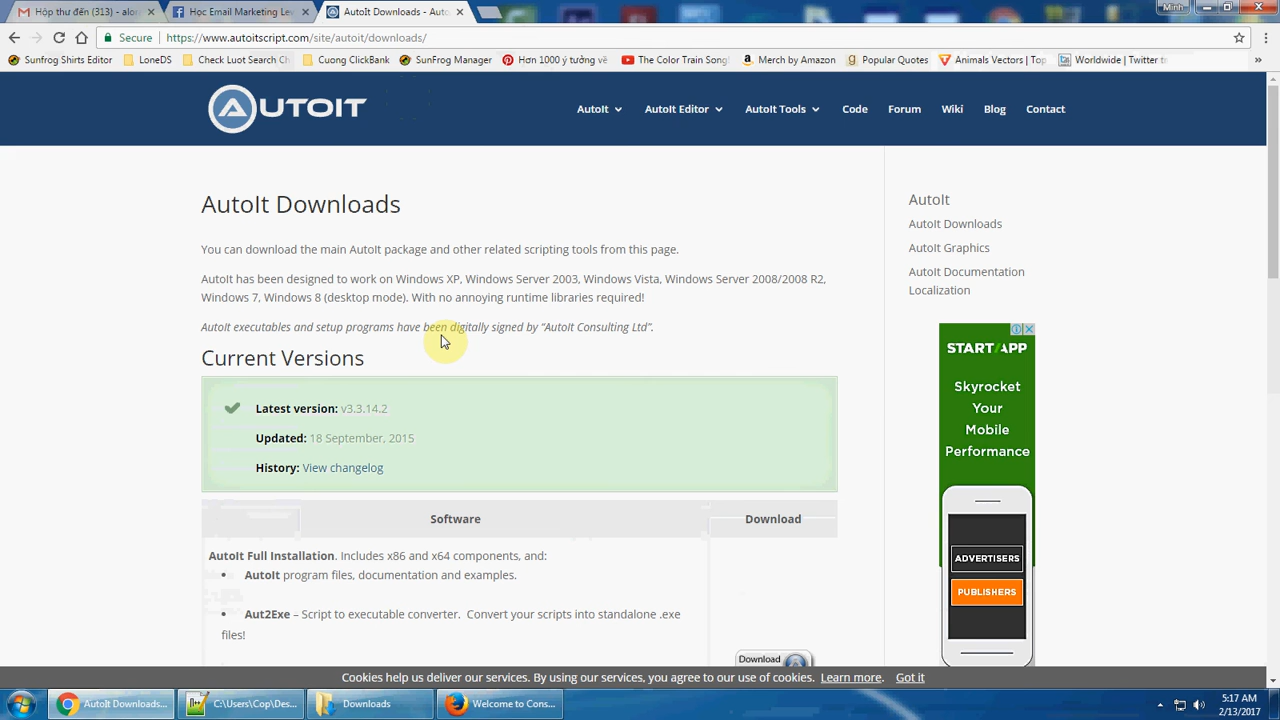 Hộp thư đến (313) - alor
Học Email Marketing Le
AutoIt Downloads - Auto
Minh
Secure
https://www.autoitscript.com/site/autoit/downloads/
Sunfrog Shirts Editor
LoneDS
Check LuckSearch Ch
Cuong ClickBank
SunFrog Manager
Hơn 1000 ý tưởng về
The Color Train Song
Merch by Amazon
Popular Quotes
Animals Vectors | Top
Worldwide | Twitter tr
»
AUTOIT
AutoIt
AutoIt Editor
AutoIt Tools
Code
Forum
Wiki
Blog
Contact
AutoIt Downloads
You can download the main AutoIt package and other related scripting tools from this page.
AutoIt has been designed to work on Windows XP, Windows Server 2003, Windows Vista, Windows Server 2008/2008 R2,
Windows 7, Windows 8 (desktop mode). With no annoying runtime libraries required!
AutoIt executables and setup programs have been digitally signed by “AutoIt Consulting Ltd”.
Current Versions
Latest version: v3.3.14.2
Updated: 18 September, 2015
History: View changelog
Software
Download
AutoIt Full Installation. Includes x86 and x64 components, and:
• AutoIt program files, documentation and examples.
• Aut2Exe – Script to executable converter. Convert your scripts into standalone .exe
files!
Download
AutoIt
AutoIt Downloads
AutoIt Graphics
AutoIt Documentation
Localization
START/APP
Skyrocket
Your
Mobile
Performance
ADVERTISERS
PUBLISHERS
Cookies help us deliver our services. By using our services, you agree to our use of cookies. Learn more. Got it
AutoIt Downloads...
C:\Users\Cop\Des...
Downloads
Welcome to Cons...
5:17 AM
2/13/2017